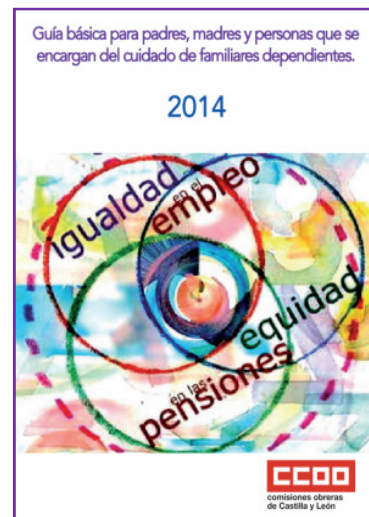 Guía básica para padres, madres y personas que se
encargan del cuidado de familiares dependientes.
2014
igualdad
en el
empleo
equidad
en las
pensiones
CCOO
comisiones obreras
de Castilla y León